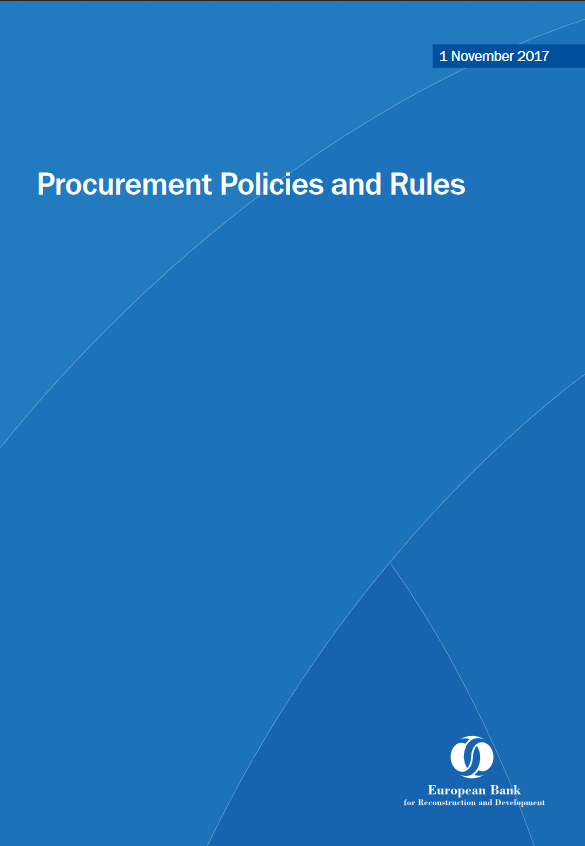 1 November 2017
Procurement Policies and Rules
European Bank
for Reconstruction and Development